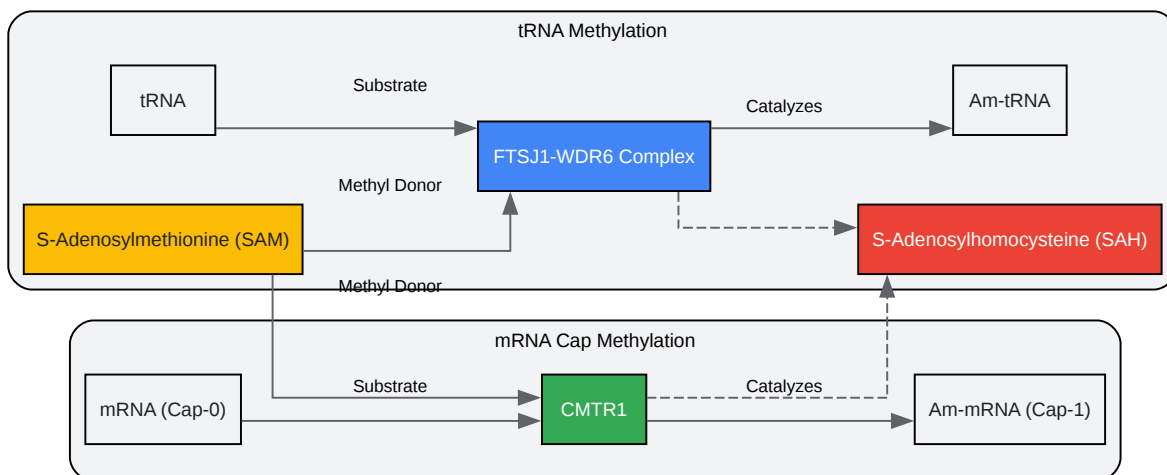 tRNA Methylation
tRNA
Substrate
Catalyzes
Am-tRNA
FTSJ1-WDR6 Complex
Methyl Donor
S-Adenosylmethionine (SAM)
S-Adenosylhomocysteine (SAH)
Methyl Donor
mRNA Cap Methylation
mRNA (Cap-0)
Substrate
CMTR1
Catalyzes
Am-mRNA (Cap-1)